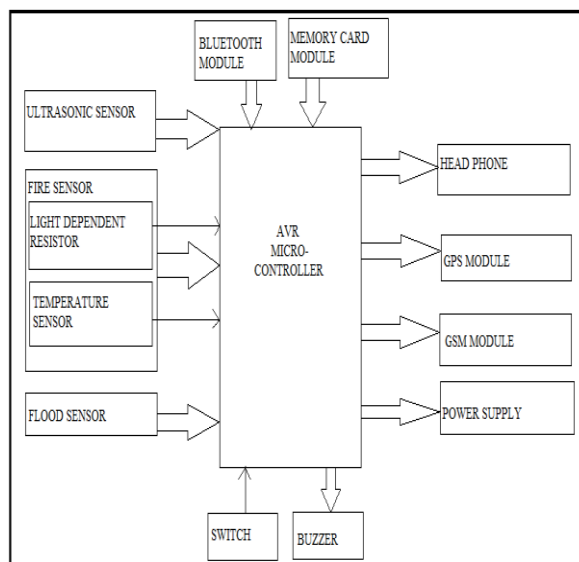 BLUETOOTH
MODULE
MEMORY CARD
MODULE
ULTRASONIC SENSOR
FIRE SENSOR
LIGHT DEPENDENT
RESISTOR
TEMPERATURE
SENSOR
FLOOD SENSOR
AVR
MICRO-
CONTROLLER
HEAD PHONE
GPS MODULE
GSM MODULE
POWER SUPPLY
SWITCH
BUZZER